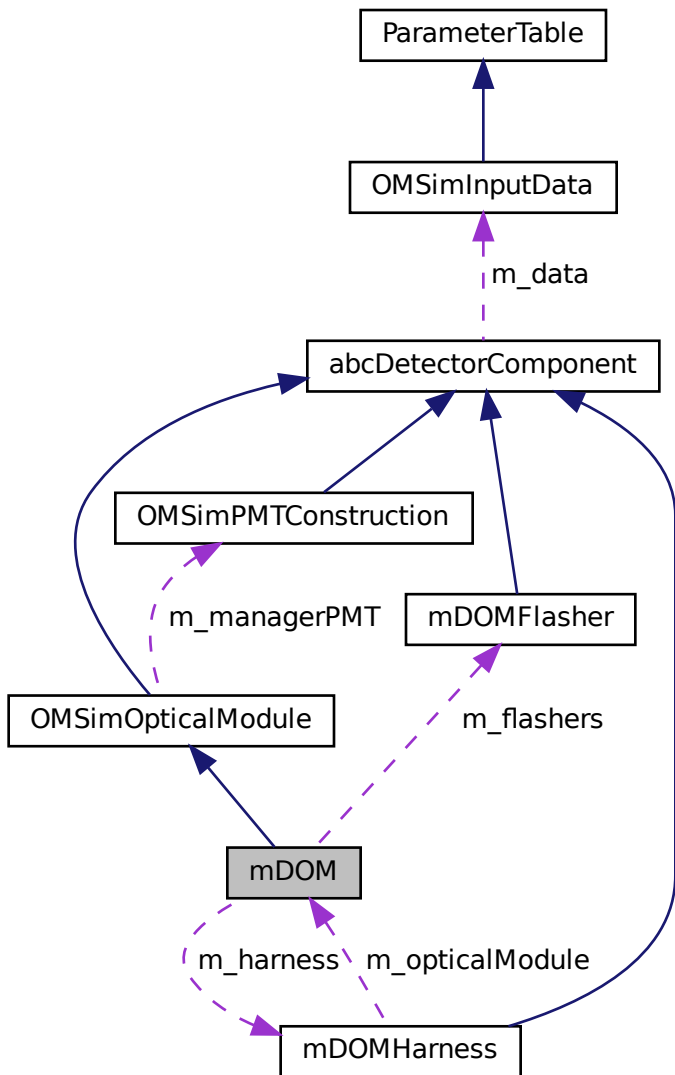 ParameterTable
OMSimInputData
m_data
abcDetectorComponent
OMSimPMTConstruction
m_managerPMT
mDOMFlasher
OMSimOpticalModule
m_flashers
mDOM
m_harness
m_opticalModule
mDOMHarness